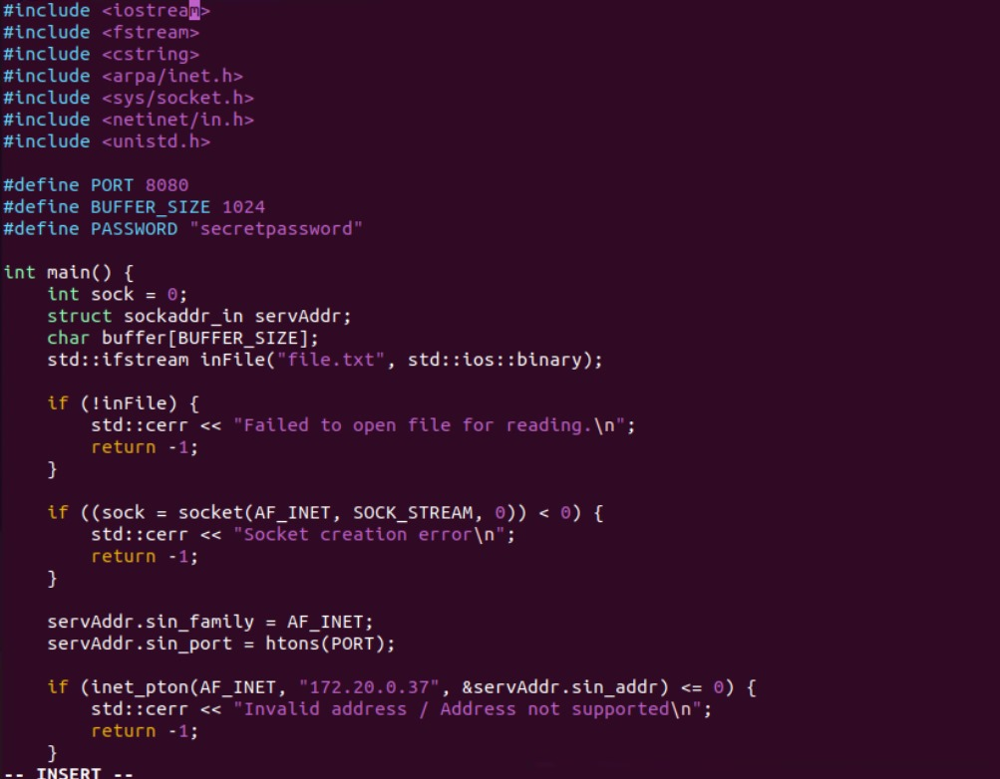 #include <iostream>
#include <fstream>
#include <cstring>
#include <arpa/inet.h>
#include <sys/socket.h>
#include <netinet/in.h>
#include <unistd.h>

#define PORT 8080
#define BUFFER_SIZE 1024
#define PASSWORD "secretpassword"

int main() {
    int sock = 0;
    struct sockaddr_in servAddr;
    char buffer[BUFFER_SIZE];
    std::ifstream inFile("file.txt", std::ios::binary);

    if (!inFile) {
        std::cerr << "Failed to open file for reading.\n";
        return -1;
    }

    if ((sock = socket(AF_INET, SOCK_STREAM, 0)) < 0) {
        std::cerr << "Socket creation error\n";
        return -1;
    }

    servAddr.sin_family = AF_INET;
    servAddr.sin_port = htons(PORT);

    if (inet_pton(AF_INET, "172.20.0.37", &servAddr.sin_addr) <= 0) {
        std::cerr << "Invalid address / Address not supported\n";
        return -1;
    }
-- INSERT --